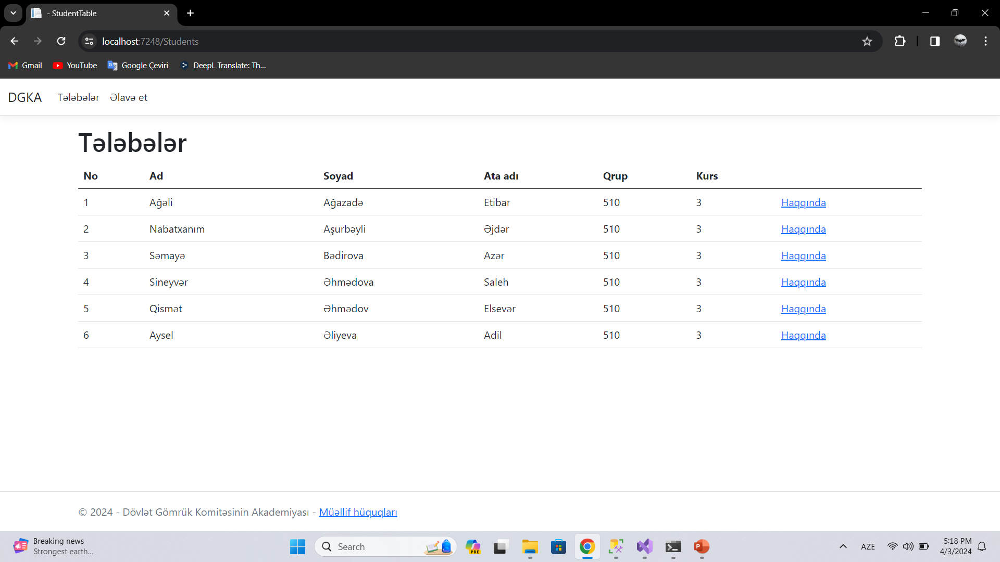 - StudentTable
localhost:7248/Students
Gmail YouTube Google Çeviri DeepL Translate: Th...
DGKA Tələbələr Əlavə et
Tələbələr
No Ad Soyad Ata adı Qrup Kurs
1 Ağəli Ağazadə Etibar 510 3 Haqqında
2 Nabatxanım Aşurbəyli Əjdər 510 3 Haqqında
3 Səmayə Bədirova Azər 510 3 Haqqında
4 Sineyvər Əhmədova Saleh 510 3 Haqqında
5 Qismət Əhmədov Elsevər 510 3 Haqqında
6 Aysel Əliyeva Adil 510 3 Haqqında
© 2024 - Dövlət Gömrük Komitəsinin Akademiyası - Müəllif hüquqları
Breaking news
Strongest earth...
Search
PRE
AZE
5:18 PM
4/3/2024